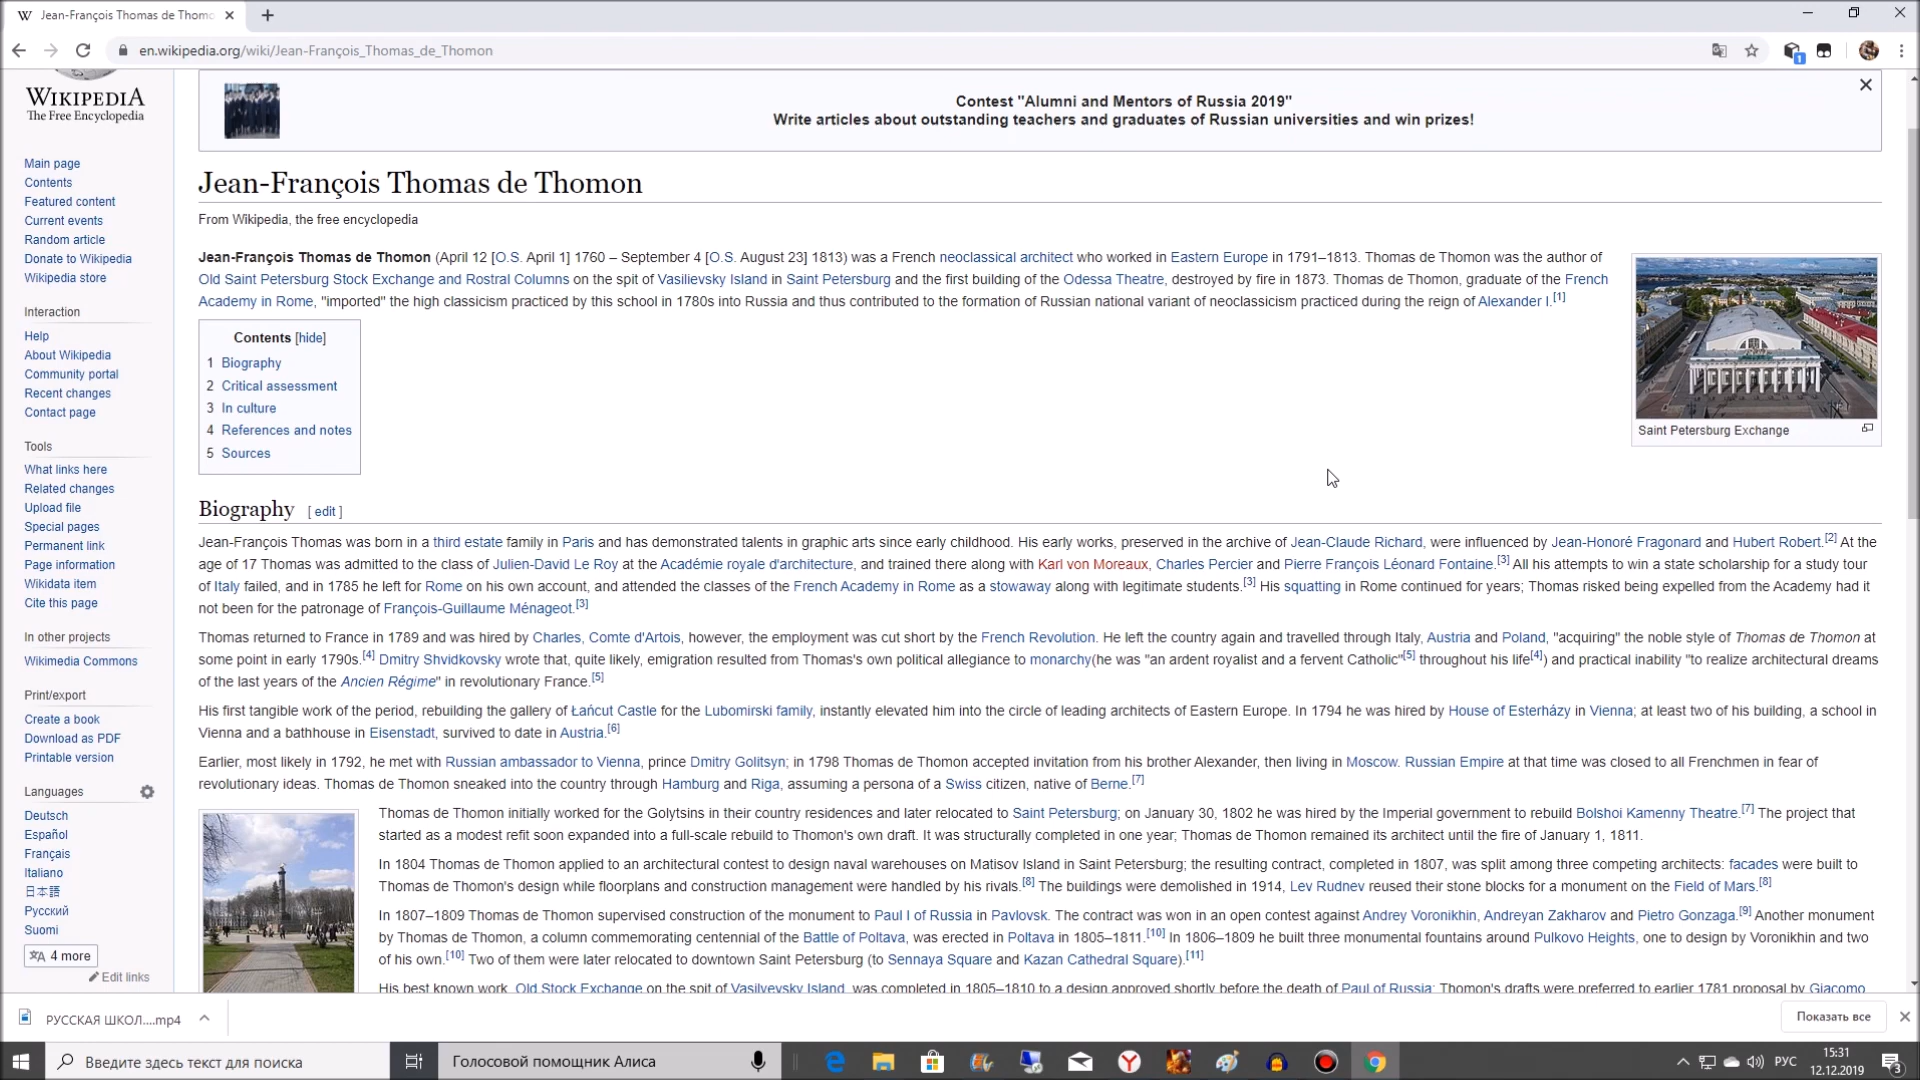 Jean-François Thomas de Thomo
en.wikipedia.org/wiki/Jean-François_Thomas_de_Thomon
1
WIKIPEDIA
The Free Encyclopedia
Main page
Contents
Featured content
Current events
Random article
Donate to Wikipedia
Wikipedia store
Interaction
Help
About Wikipedia
Community portal
Recent changes
Contact page
Tools
What links here
Related changes
Upload file
Special pages
Permanent link
Page information
Wikidata item
Cite this page
In other projects
Wikimedia Commons
Print/export
Create a book
Download as PDF
Printable version
Languages
Deutsch
Español
Français
Italiano
日本語
Русский
Suomi
4 more
Edit links
Contest "Alumni and Mentors of Russia 2019"
Write articles about outstanding teachers and graduates of Russian universities and win prizes!
Jean-François Thomas de Thomon
From Wikipedia, the free encyclopedia
Jean-François Thomas de Thomon (April 12 [O.S. April 1] 1760 – September 4 [O.S. August 23] 1813) was a French neoclassical architect who worked in Eastern Europe in 1791–1813. Thomas de Thomon was the author of
Old Saint Petersburg Stock Exchange and Rostral Columns on the spit of Vasilievsky Island in Saint Petersburg and the first building of the Odessa Theatre, destroyed by fire in 1873. Thomas de Thomon, graduate of the French
Academy in Rome, "imported" the high classicism practiced by this school in 1780s into Russia and thus contributed to the formation of Russian national variant of neoclassicism practiced during the reign of Alexander I.[1]
Saint Petersburg Exchange
Contents [hide]
1 Biography
2 Critical assessment
3 In culture
4 References and notes
5 Sources
Biography [ edit ]
Jean-François Thomas was born in a third estate family in Paris and has demonstrated talents in graphic arts since early childhood. His early works, preserved in the archive of Jean-Claude Richard, were influenced by Jean-Honoré Fragonard and Hubert Robert.[2] At the
age of 17 Thomas was admitted to the class of Julien-David Le Roy at the Académie royale d'architecture, and trained there along with Karl von Moreaux, Charles Percier and Pierre François Léonard Fontaine.[3] All his attempts to win a state scholarship for a study tour
of Italy failed, and in 1785 he left for Rome on his own account, and attended the classes of the French Academy in Rome as a stowaway along with legitimate students.[3] His squatting in Rome continued for years; Thomas risked being expelled from the Academy had it
not been for the patronage of François-Guillaume Ménageot.[3]
Thomas returned to France in 1789 and was hired by Charles, Comte d'Artois, however, the employment was cut short by the French Revolution. He left the country again and travelled through Italy, Austria and Poland, "acquiring" the noble style of Thomas de Thomon at
some point in early 1790s.[4] Dmitry Shvidkovsky wrote that, quite likely, emigration resulted from Thomas's own political allegiance to monarchy(he was "an ardent royalist and a fervent Catholic"[5] throughout his life[4]) and practical inability "to realize architectural dreams
of the last years of the Ancien Régime" in revolutionary France.[5]
His first tangible work of the period, rebuilding the gallery of Łańcut Castle for the Lubomirski family, instantly elevated him into the circle of leading architects of Eastern Europe. In 1794 he was hired by House of Esterházy in Vienna; at least two of his building, a school in
Vienna and a bathhouse in Eisenstadt, survived to date in Austria.[6]
Earlier, most likely in 1792, he met with Russian ambassador to Vienna, prince Dmitry Golitsyn; in 1798 Thomas de Thomon accepted invitation from his brother Alexander, then living in Moscow. Russian Empire at that time was closed to all Frenchmen in fear of
revolutionary ideas. Thomas de Thomon sneaked into the country through Hamburg and Riga, assuming a persona of a Swiss citizen, native of Berne.[7]
Thomas de Thomon initially worked for the Golytsins in their country residences and later relocated to Saint Petersburg; on January 30, 1802 he was hired by the Imperial government to rebuild Bolshoi Kamenny Theatre.[7] The project that
started as a modest refit soon expanded into a full-scale rebuild to Thomon's own draft. It was structurally completed in one year; Thomas de Thomon remained its architect until the fire of January 1, 1811.
In 1804 Thomas de Thomon applied to an architectural contest to design naval warehouses on Matisov Island in Saint Petersburg; the resulting contract, completed in 1807, was split among three competing architects: facades were built to
Thomas de Thomon's design while floorplans and construction management were handled by his rivals.[8] The buildings were demolished in 1914, Lev Rudnev reused their stone blocks for a monument on the Field of Mars.[8]
In 1807–1809 Thomas de Thomon supervised construction of the monument to Paul I of Russia in Pavlovsk. The contract was won in an open contest against Andrey Voronikhin, Andreyan Zakharov and Pietro Gonzaga.[9] Another monument
by Thomas de Thomon, a column commemorating centennial of the Battle of Poltava, was erected in Poltava in 1805–1811.[10] In 1806–1809 he built three monumental fountains around Pulkovo Heights, one to design by Voronikhin and two
of his own.[10] Two of them were later relocated to downtown Saint Petersburg (to Sennaya Square and Kazan Cathedral Square).[11]
His best known work, Old Stock Exchange on the spit of Vasilyevsky Island, was completed in 1805–1810 to a design approved shortly before the death of Paul of Russia; Thomon's drafts were preferred to earlier 1781 proposal by Giacomo
РУССКАЯ ШКОЛ....mp4
Показать все
Введите здесь текст для поиска
Голосовой помощник Алиса
РУС
15:31
12.12.2019
3